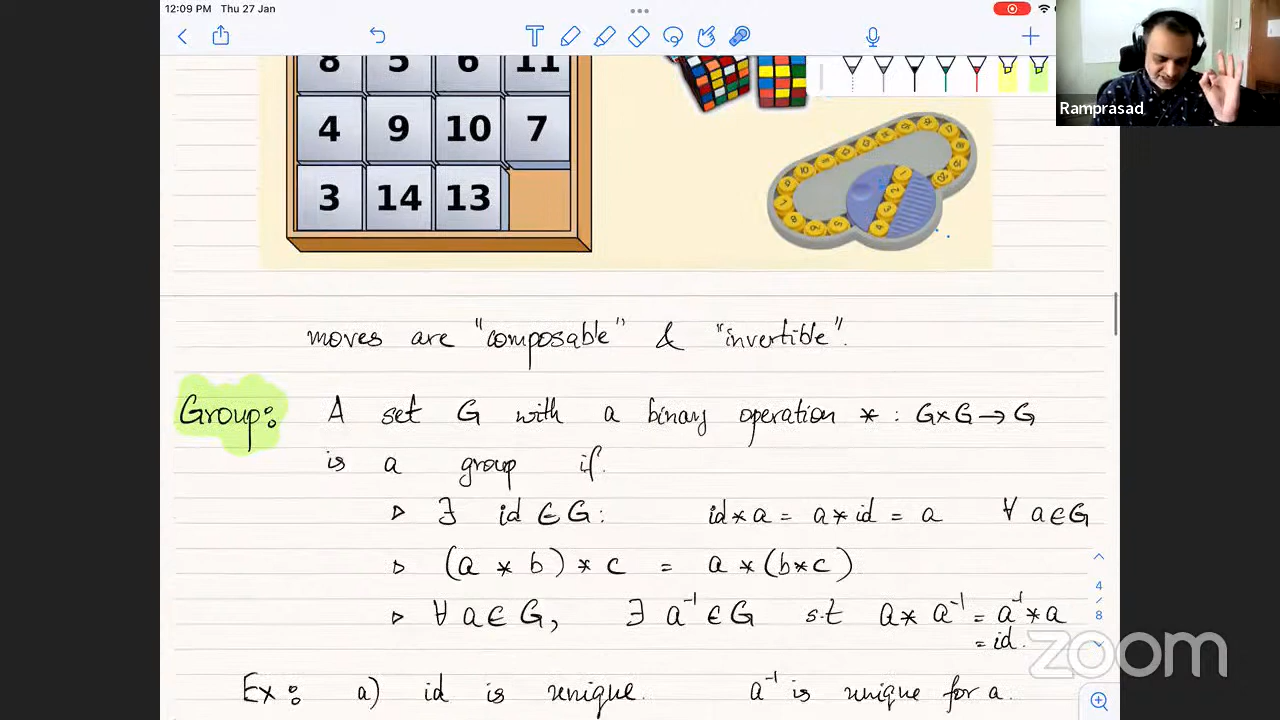 12:09 PM Thu 27 Jan
Ramprasad
8 5 6 11
4 9 10 7
3 14 13
moves are "composable" & "invertible".
Group: A set G with a binary operation * : G×G → G
is a group if.
▷ ∃ id ∈ G: id * a = a * id = a ∀ a ∈ G
▷ (a * b) * c = a * (b * c)
▷ ∀ a ∈ G, ∃ a⁻¹ ∈ G s.t a * a⁻¹ = a⁻¹ * a
= id.
Ex: a) id is unique. a⁻¹ is unique for a.
4
/
8
zoom